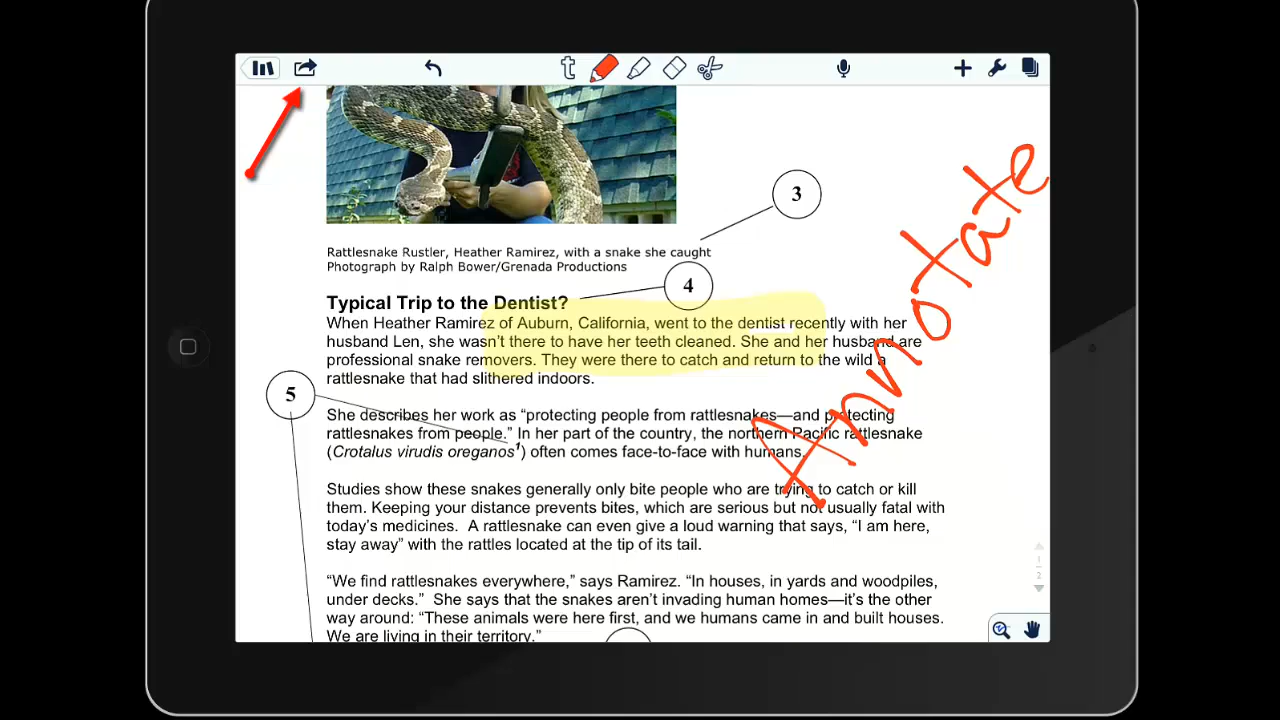 3
Rattlesnake Rustler, Heather Ramirez, with a snake she caught
Photograph by Ralph Bower/Grenada Productions
4
Typical Trip to the Dentist?
When Heather Ramirez of Auburn, California, went to the dentist recently with her
husband Len, she wasn't there to have her teeth cleaned. She and her husband are
professional snake removers. They were there to catch and return to the wild a
rattlesnake that had slithered indoors.
5
She describes her work as “protecting people from rattlesnakes—and protecting
rattlesnakes from people.” In her part of the country, the northern Pacific rattlesnake
(Crotalus virudis oreganos¹) often comes face-to-face with humans.
Studies show these snakes generally only bite people who are trying to catch or kill
them. Keeping your distance prevents bites, which are serious but not usually fatal with
today's medicines.  A rattlesnake can even give a loud warning that says, “I am here,
stay away” with the rattles located at the tip of its tail.
“We find rattlesnakes everywhere,” says Ramirez. “In houses, in yards and woodpiles,
under decks.”  She says that the snakes aren't invading human homes—it's the other
way around: “These animals were here first, and we humans came in and built houses.
We are living in their territory.”
Annotate
t
1
2